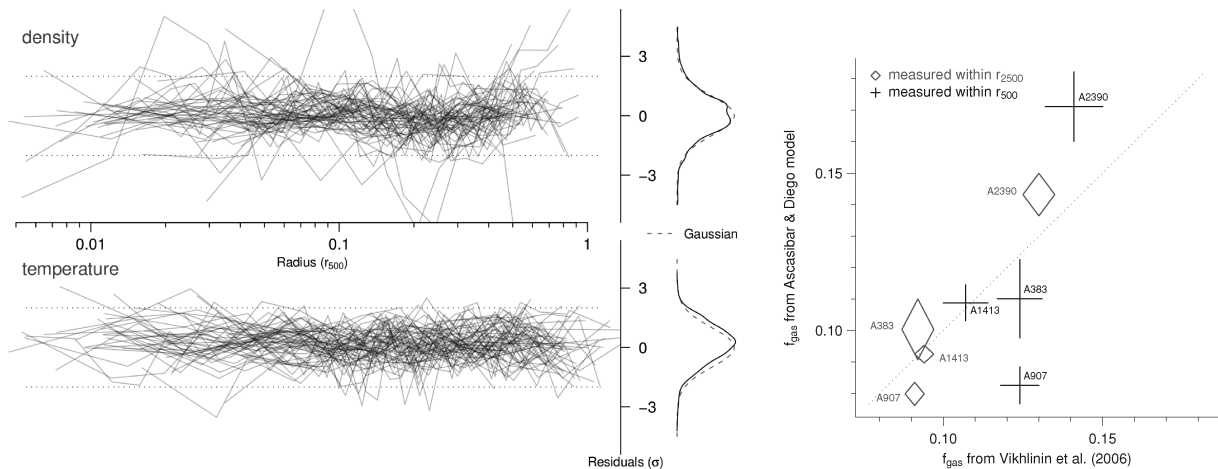 density
3
0
−3
0.01
0.1
1
Radius (r500)
Gaussian
temperature
3
0
−3
Residuals (σ)
measured within r2500
measured within r500
A2390
A2390
A383
A1413
A383
A1413
A907
A907
0.15
0.10
fgas from Ascasibar & Diego model
0.10
0.15
fgas from Vikhlinin et al. (2006)